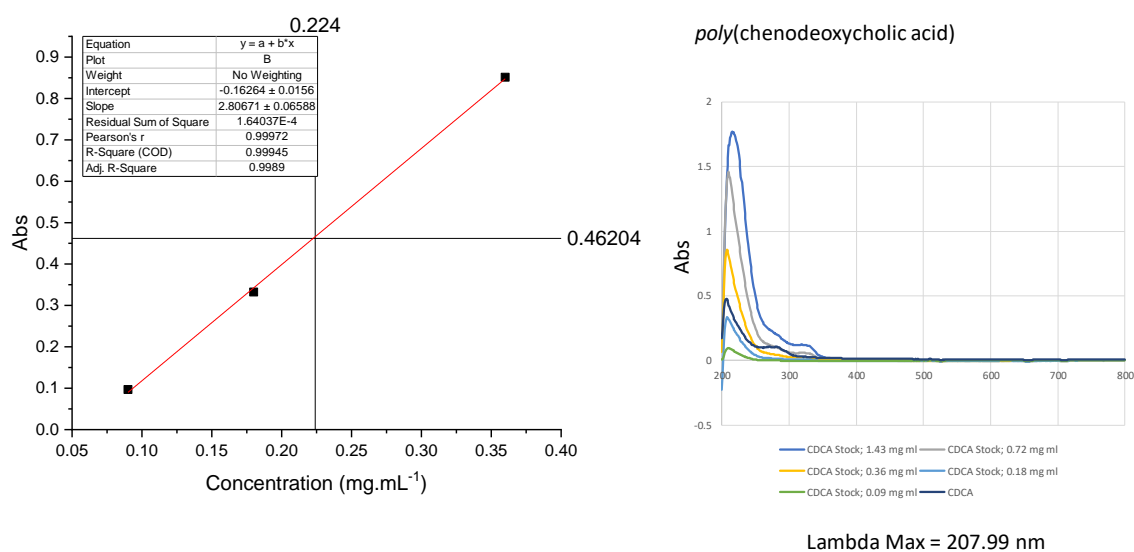 0.224
Equation y = a + b*x
Plot B
Weight No Weighting
Intercept -0.16264 ± 0.0156
Slope 2.80671 ± 0.06588
Residual Sum of Square 1.64037E-4
Pearson's r 0.99972
R-Square (COD) 0.99945
Adj. R-Square 0.9989
0.9
0.8
0.7
0.6
0.5
0.4
0.3
0.2
0.1
0.0
Abs
0.46204
0.05 0.10 0.15 0.20 0.25 0.30 0.35 0.40
Concentration (mg.mL⁻¹)
poly(chenodeoxycholic acid)
2
1.5
1
0.5
0
-0.5
Abs
200 300 400 500 600 700 800
CDCA Stock; 1.43 mg ml CDCA Stock; 0.72 mg ml
CDCA Stock; 0.36 mg ml CDCA Stock; 0.18 mg ml
CDCA Stock; 0.09 mg ml CDCA
Lambda Max = 207.99 nm